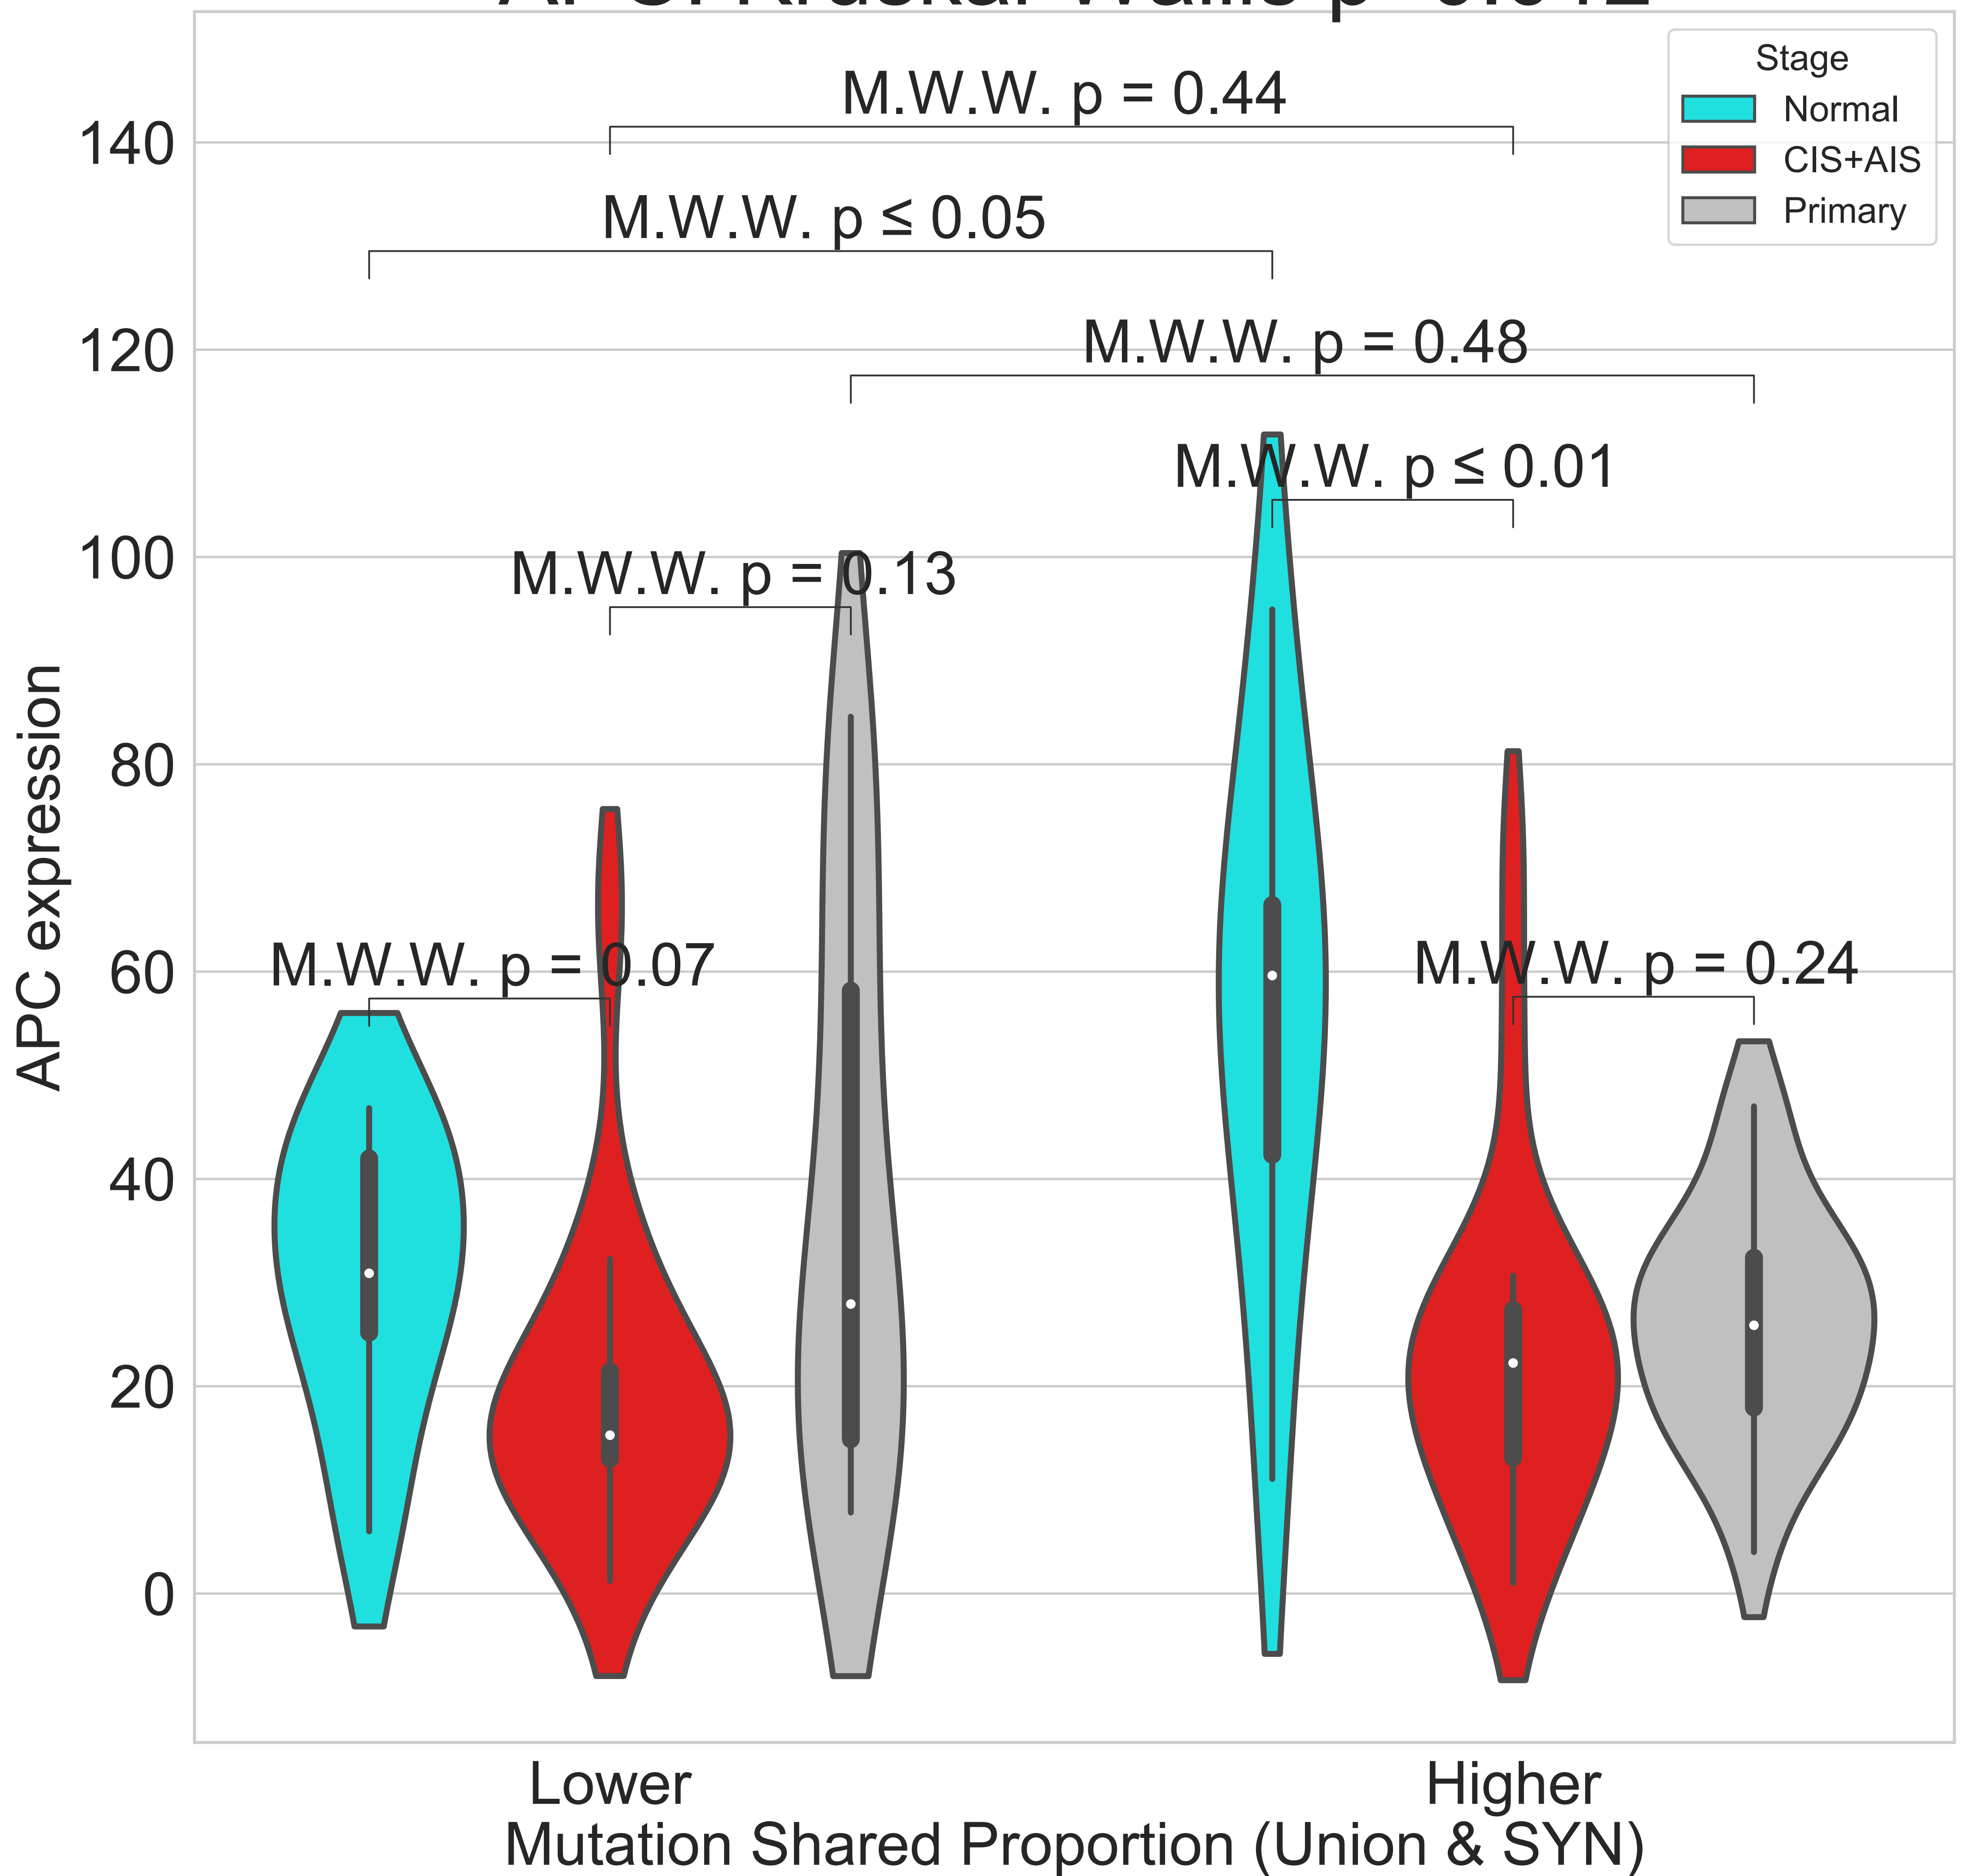 Stage
Normal
CIS+AIS
Primary
M.W.W. p = 0.44
M.W.W. p ≤ 0.05
M.W.W. p = 0.48
M.W.W. p ≤ 0.01
M.W.W. p = 0.13
M.W.W. p = 0.07
M.W.W. p = 0.24
140
120
100
80
60
40
20
0
APC expression
Lower
Higher
Mutation Shared Proportion (Union & SYN)